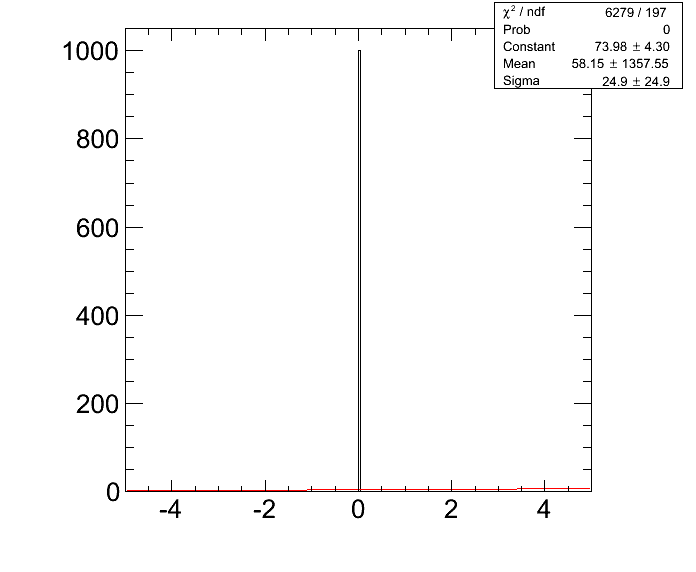 χ² / ndf 6279 / 197
Prob 0
Constant 73.98 ± 4.30
Mean 58.15 ± 1357.55
Sigma 24.9 ± 24.9
1000
800
600
400
200
0
-4 -2 0 2 4